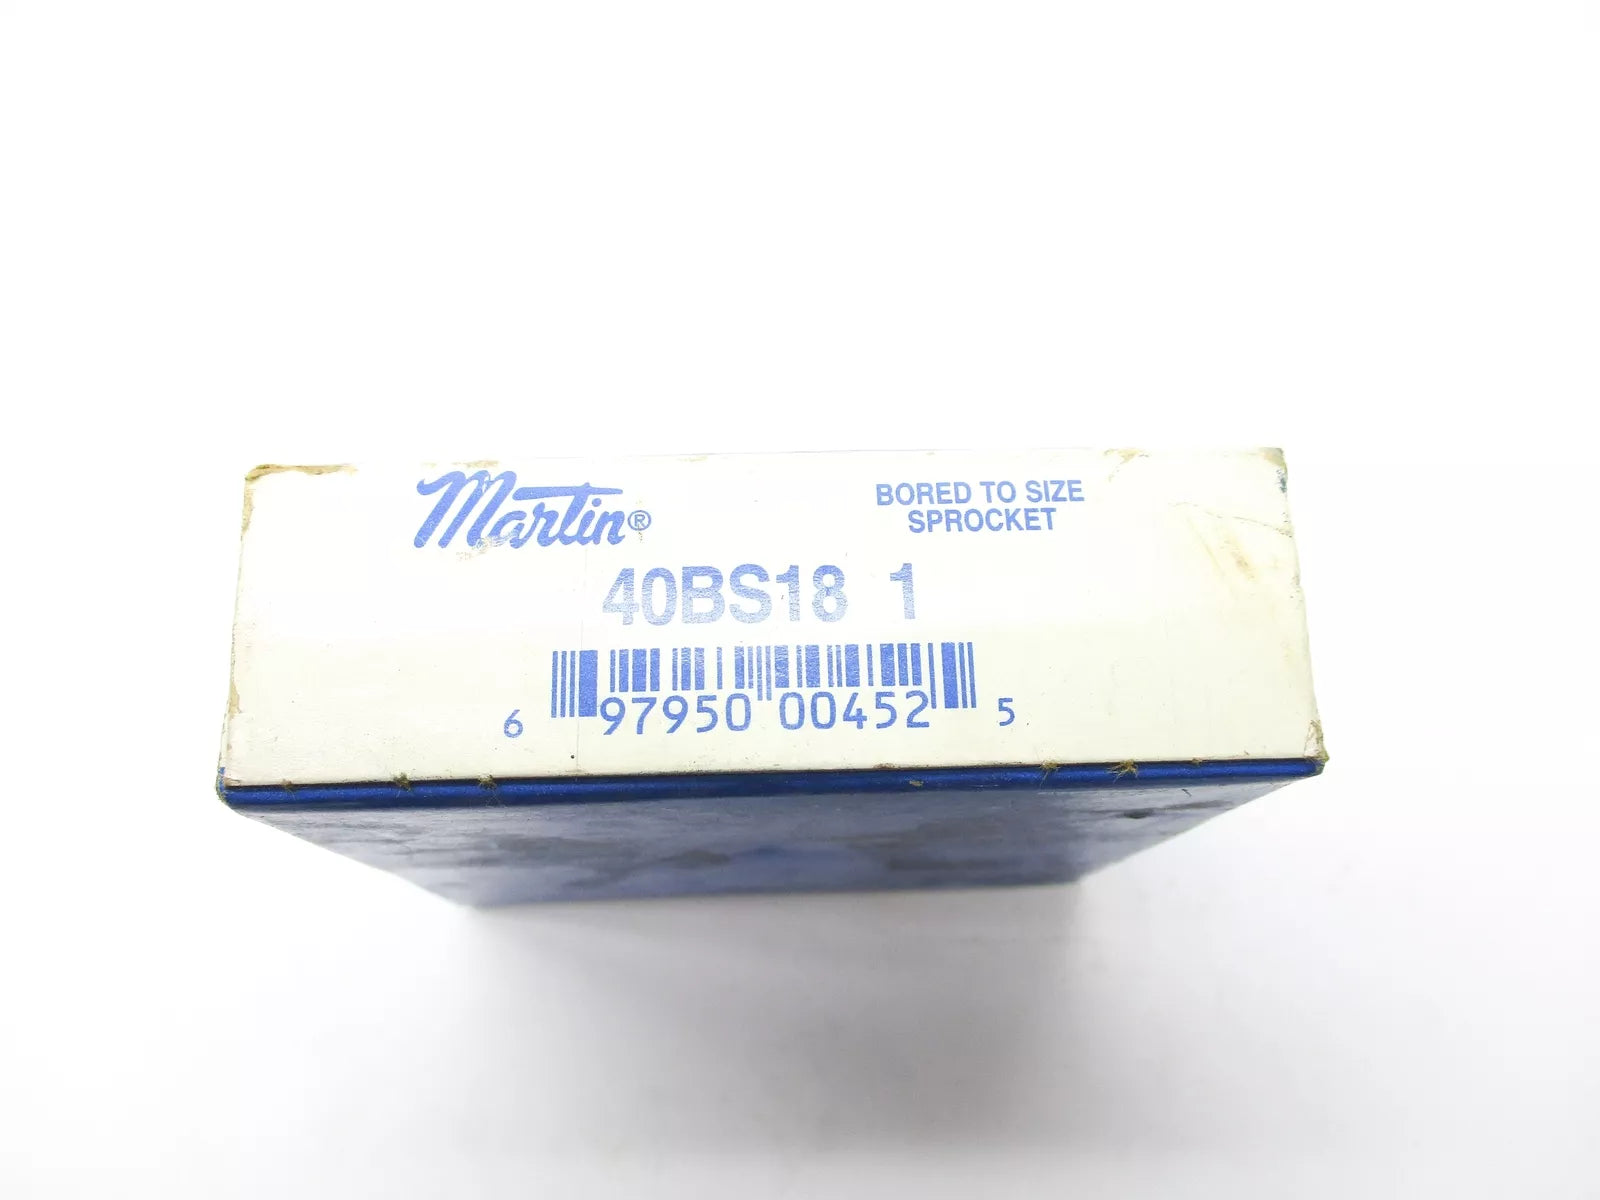 Martin®
BORED TO SIZE
SPROCKET
40BS18 1
6 97950 00452 5